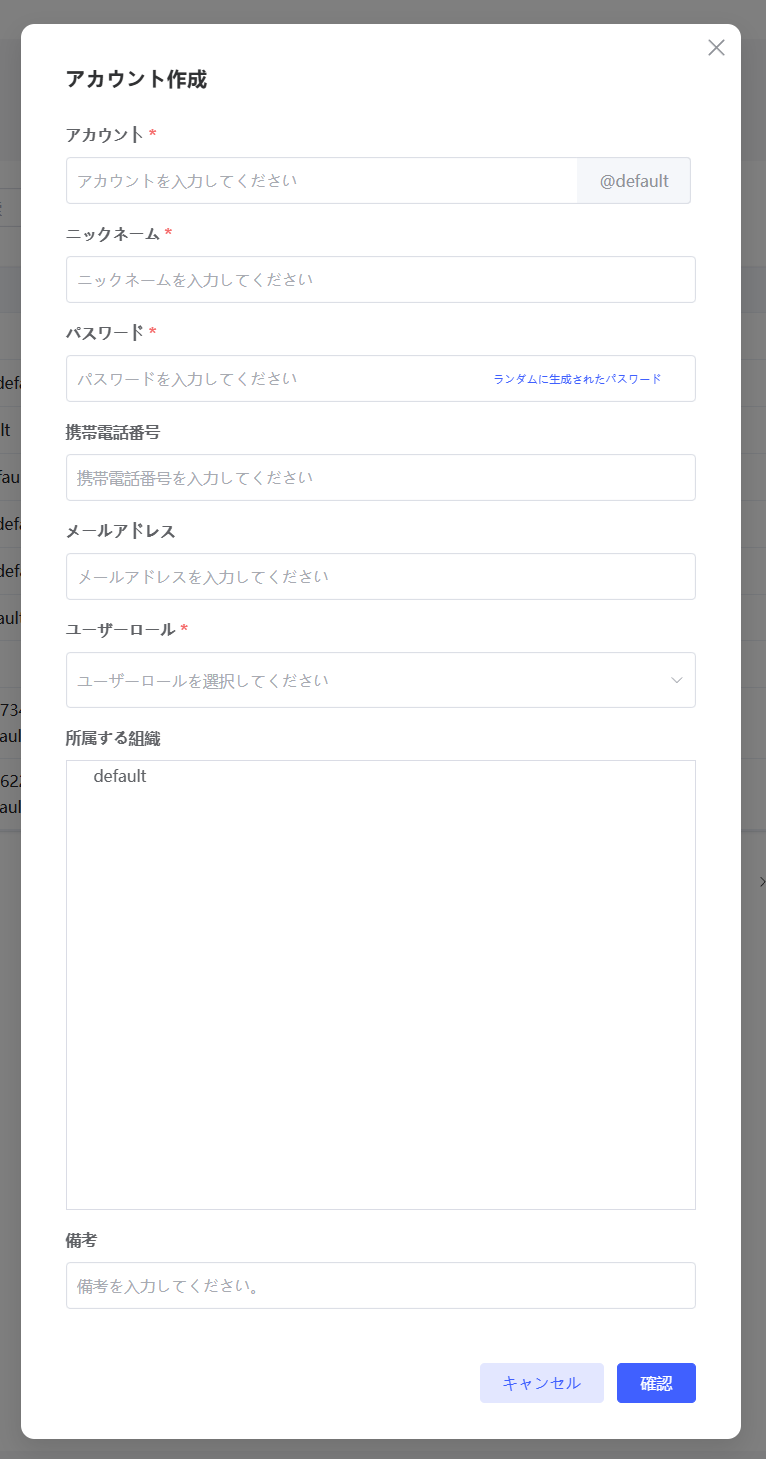 アカウント作成
アカウント *
アカウントを入力してください @default
ニックネーム *
ニックネームを入力してください
パスワード *
パスワードを入力してください ランダムに生成されたパスワード
携帯電話番号
携帯電話番号を入力してください
メールアドレス
メールアドレスを入力してください
ユーザーロール *
ユーザーロールを選択してください
所属する組織
default
備考
備考を入力してください。
キャンセル 確認